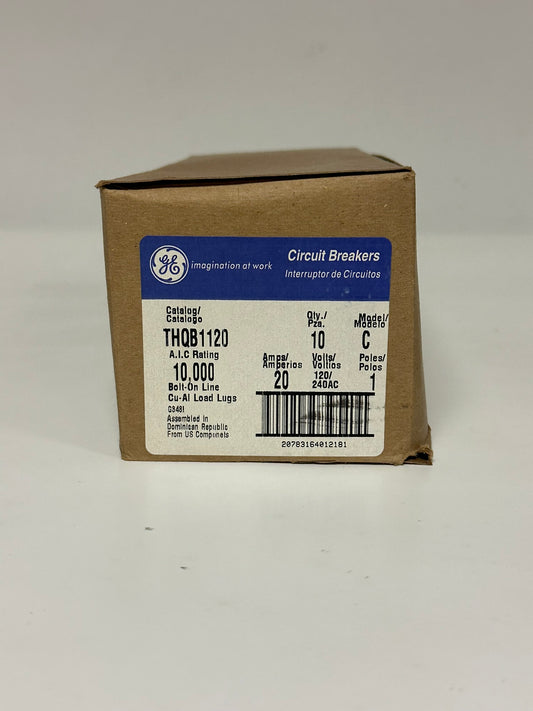 GE imagination at work
Circuit Breakers
Interruptor de Circuitos
Catalog/
Catalogo
THQB1120
A.I.C Rating
10,000
Bolt-On Line
Cu-Al Load Lugs
G8481
Assembled in
Dominican Republic
From US Componets
Qty./
Pza.
10
Model/
Modelo
C
Amps/
Amperios
20
Volts/
Voltios
120/
240AC
Poles/
Polos
1
20783164012181